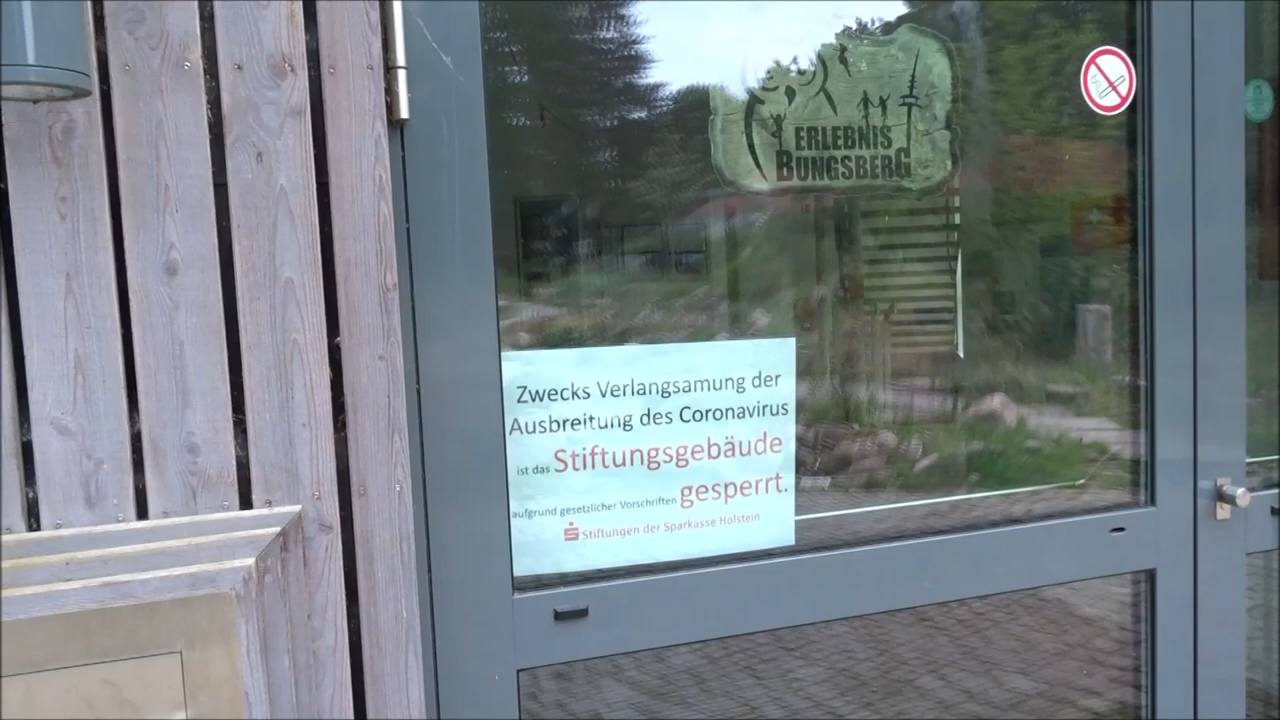 ERLEBNIS
BUNGSBERG
Zwecks Verlangsamung der
Ausbreitung des Coronavirus
ist das Stiftungsgebäude
aufgrund gesetzlicher Vorschriften gesperrt.
Stiftungen der Sparkasse Holstein